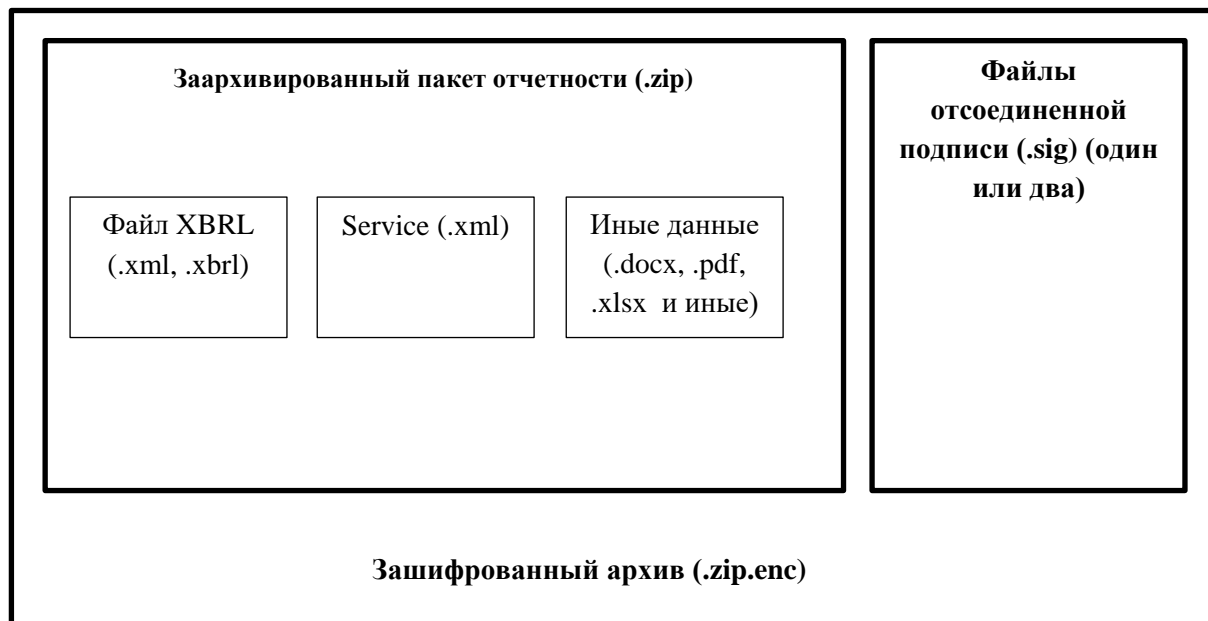 Заархивированный пакет отчетности (.zip)
Файл XBRL
(.xml, .xbrl)
Service (.xml)
Иные данные
(.docx, .pdf,
.xlsx и иные)
Файлы
отсоединенной
подписи (.sig) (один
или два)
Зашифрованный архив (.zip.enc)